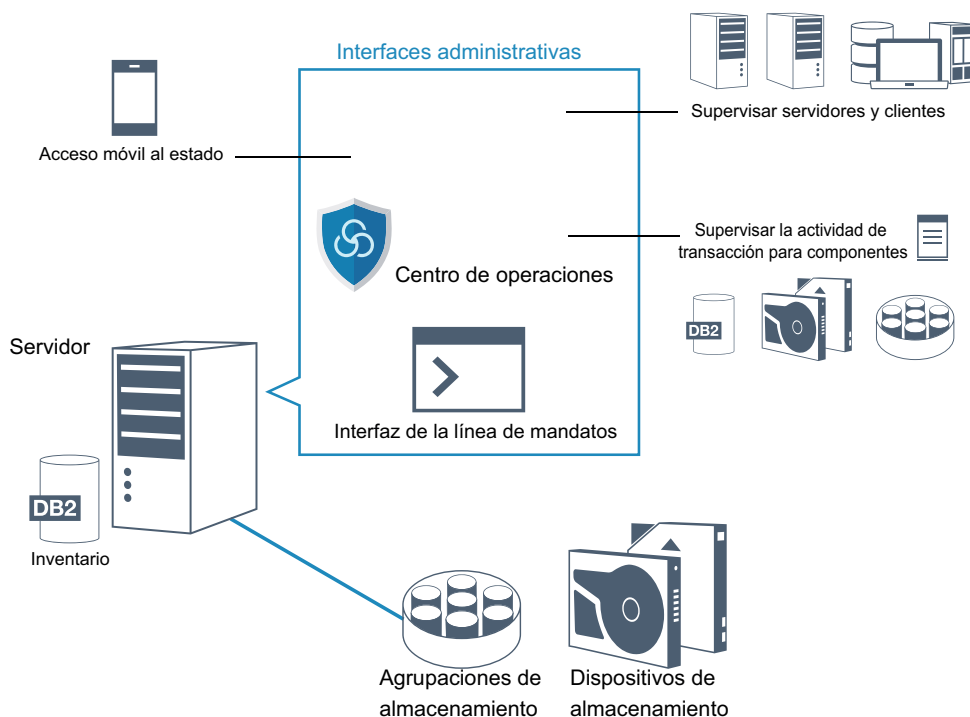 Interfaces administrativas
Supervisar servidores y clientes
Acceso móvil al estado
Supervisar la actividad de
transacción para componentes
Centro de operaciones
DB2
Servidor
Interfaz de la línea de mandatos
DB2
Inventario
Agrupaciones de
almacenamiento
Dispositivos de
almacenamiento